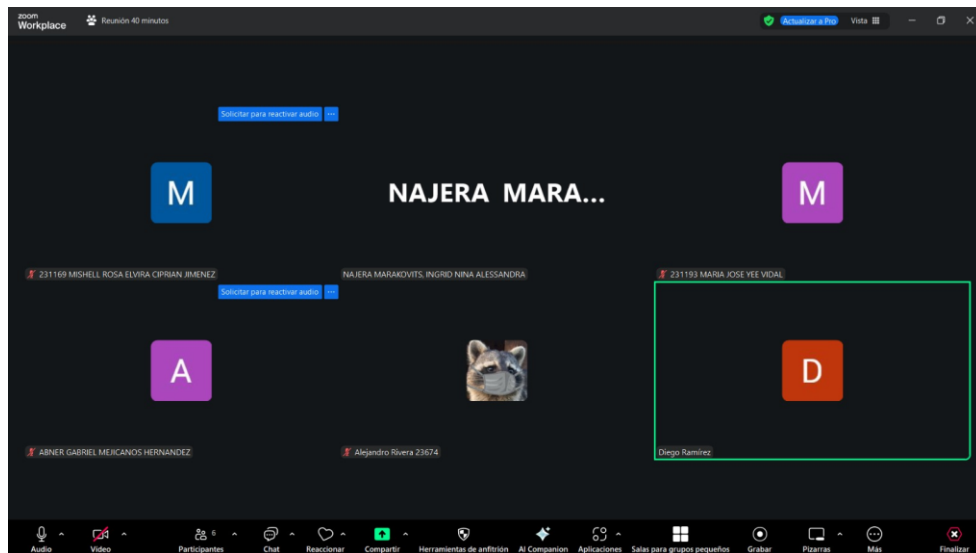 zoom
Workplace
Reunión 40 minutos
Actualizar a Pro
Vista
Solicitar para reactivar audio
...
M
NAJERA MARA...
M
231169 MISHELL ROSA ELVIRA CIPRIAN JIMENEZ
NAJERA MARAKOVITS, INGRID NINA ALESSANDRA
231193 MARIA JOSE YEE VIDAL
Solicitar para reactivar audio
...
A
D
ABNER GABRIEL MEJICANOS HERNANDEZ
Alejandro Rivera 23674
Diego Ramírez
Audio
Video
6
Participantes
Chat
Reaccionar
Compartir
Herramientas de anfitrión
AI Companion
Aplicaciones
Salas para grupos pequeños
Grabar
Pizarras
Más
Finalizar